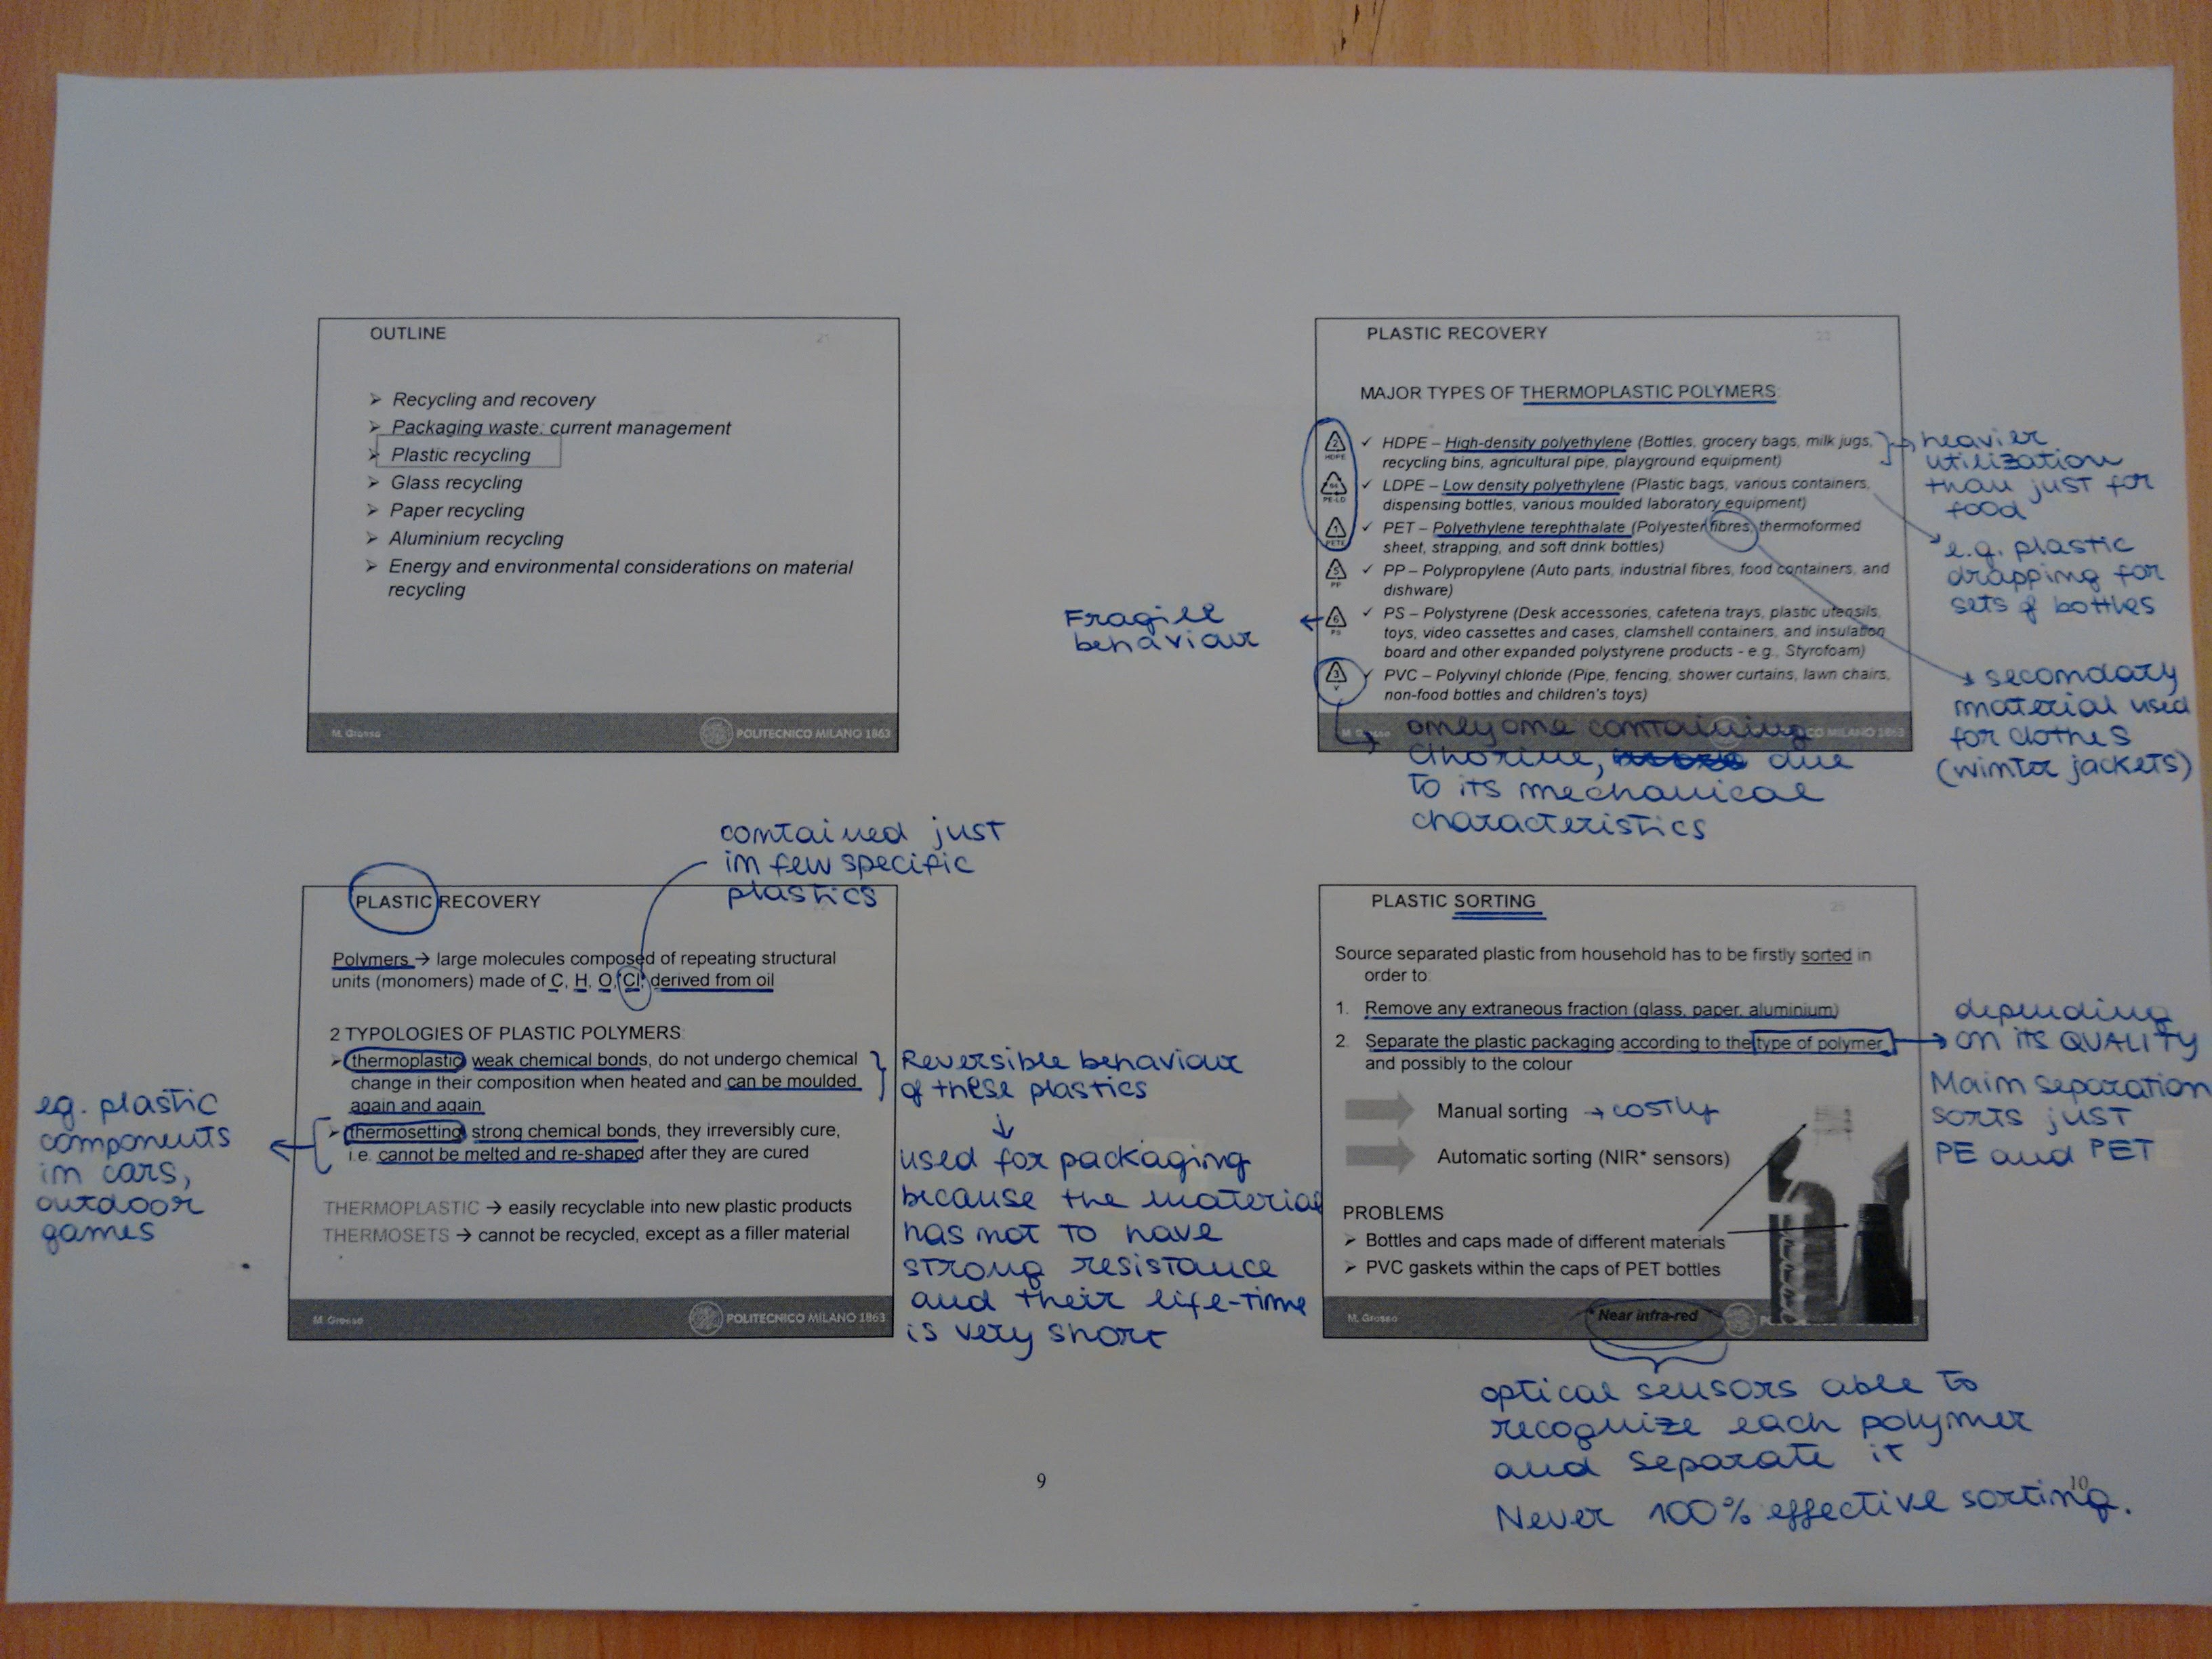 OUTLINE
21
➢ Recycling and recovery
➢ Packaging waste: current management
➢ Plastic recycling
➢ Glass recycling
➢ Paper recycling
➢ Aluminium recycling
➢ Energy and environmental considerations on material
recycling
M. Grosso
POLITECNICO MILANO 1863
contained just
in few specific
plastics
PLASTIC RECOVERY
Polymers → large molecules composed of repeating structural
units (monomers) made of C, H, O, Cl, derived from oil
2 TYPOLOGIES OF PLASTIC POLYMERS:
➢ thermoplastic weak chemical bonds, do not undergo chemical
change in their composition when heated and can be moulded
again and again
➢ thermosetting strong chemical bonds, they irreversibly cure,
i.e. cannot be melted and re-shaped after they are cured
THERMOPLASTIC → easily recyclable into new plastic products
THERMOSETS → cannot be recycled, except as a filler material
M. Grosso
POLITECNICO MILANO 1863
eg. plastic
components
in cars,
outdoor
games
Reversible behaviour
of these plastics
↓
used for packaging
because the material
has not to have
strong resistance
and their life-time
is very short
9
PLASTIC RECOVERY
MAJOR TYPES OF THERMOPLASTIC POLYMERS:
2 HDPE
✓ HDPE – High-density polyethylene (Bottles, grocery bags, milk jugs,
recycling bins, agricultural pipe, playground equipment)
PE-LD
✓ LDPE – Low density polyethylene (Plastic bags, various containers,
dispensing bottles, various moulded laboratory equipment)
1 PETE
✓ PET – Polyethylene terephthalate (Polyester fibres, thermoformed
sheet, strapping, and soft drink bottles)
5 PP
✓ PP – Polypropylene (Auto parts, industrial fibres, food containers, and
dishware)
6 PS
✓ PS – Polystyrene (Desk accessories, cafeteria trays, plastic utensils,
toys, video cassettes and cases, clamshell containers, and insulation
board and other expanded polystyrene products - e.g., Styrofoam)
3 V
✓ PVC – Polyvinyl chloride (Pipe, fencing, shower curtains, lawn chairs,
non-food bottles and children's toys)
M. Grosso
CO MILANO 1863
Fragile
behaviour
heavier
utilization
than just for
food
e.g. plastic
drapping for
sets of bottles
→ secondary
material used
for clothes
(winter jackets)
only one containing
chlorine, due
to its mechanical
characteristics
PLASTIC SORTING
25
Source separated plastic from household has to be firstly sorted in
order to:
1. Remove any extraneous fraction (glass, paper, aluminium)
2. Separate the plastic packaging according to the type of polymer
and possibly to the colour
Manual sorting → costly
Automatic sorting (NIR* sensors)
PROBLEMS
➢ Bottles and caps made of different materials
➢ PVC gaskets within the caps of PET bottles
M. Grosso
*Near infra-red
depending
on its QUALITY
Main separation
sorts just
PE and PET
optical sensors able to
recognize each polymer
and separate it
Never 100% effective sorting.
10